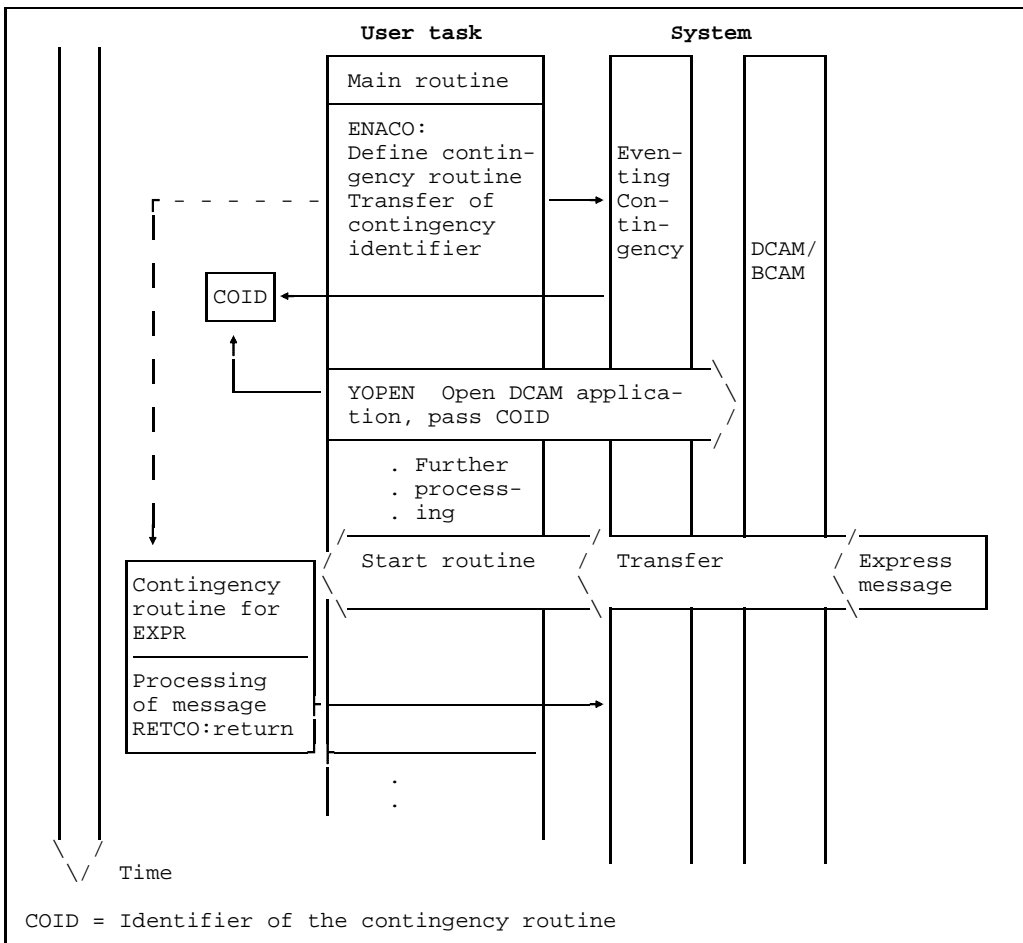 User task
System
Main routine
ENACO:
Define contin-
gency routine
Transfer of
contingency
identifier
Even-
ting
Con-
tin-
gency
DCAM/
BCAM
COID
YOPEN Open DCAM applica-
tion, pass COID
. Further
. process-
. ing
Start routine
Transfer
Express
message
Contingency
routine for
EXPR
Processing
of message
RETCO:return
.
.
Time
COID = Identifier of the contingency routine